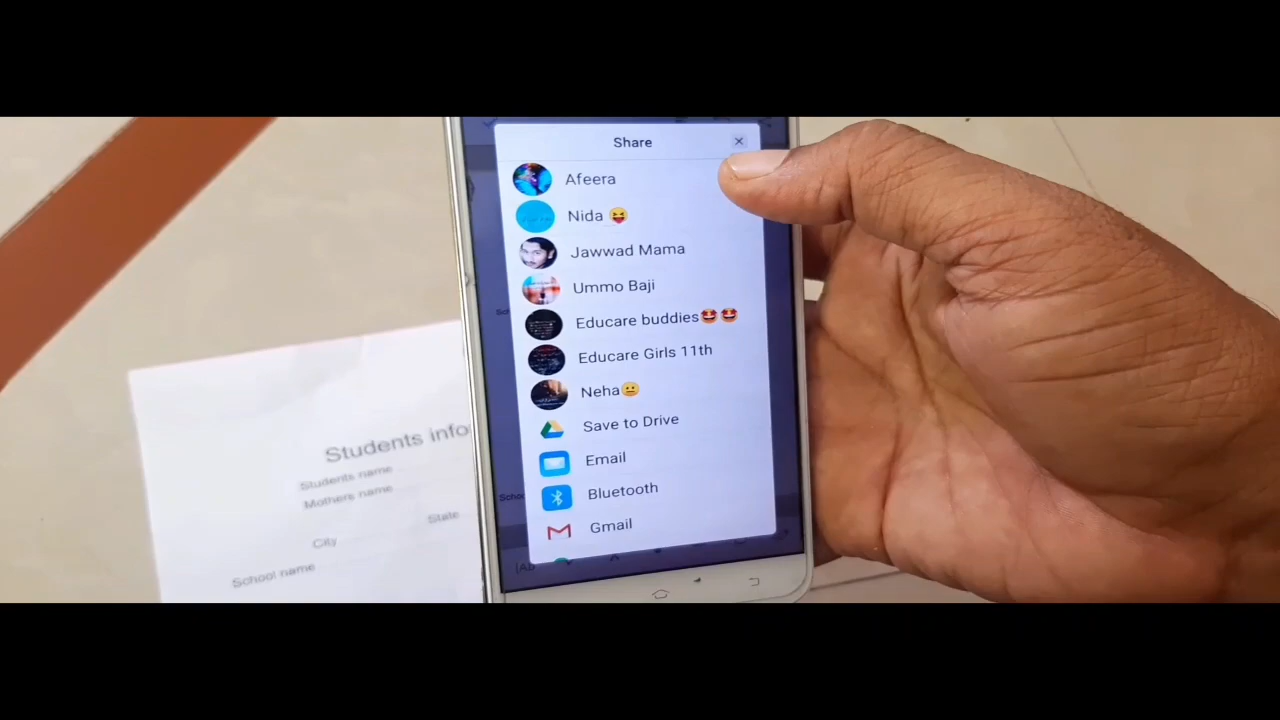 Share
Afeera
Nida 😝
Jawwad Mama
Ummo Baji
Educare buddies🤩🤩
Educare Girls 11th
Neha😐
Save to Drive
Email
Bluetooth
Gmail
Students info
Students name
Mothers name
State
City
School name